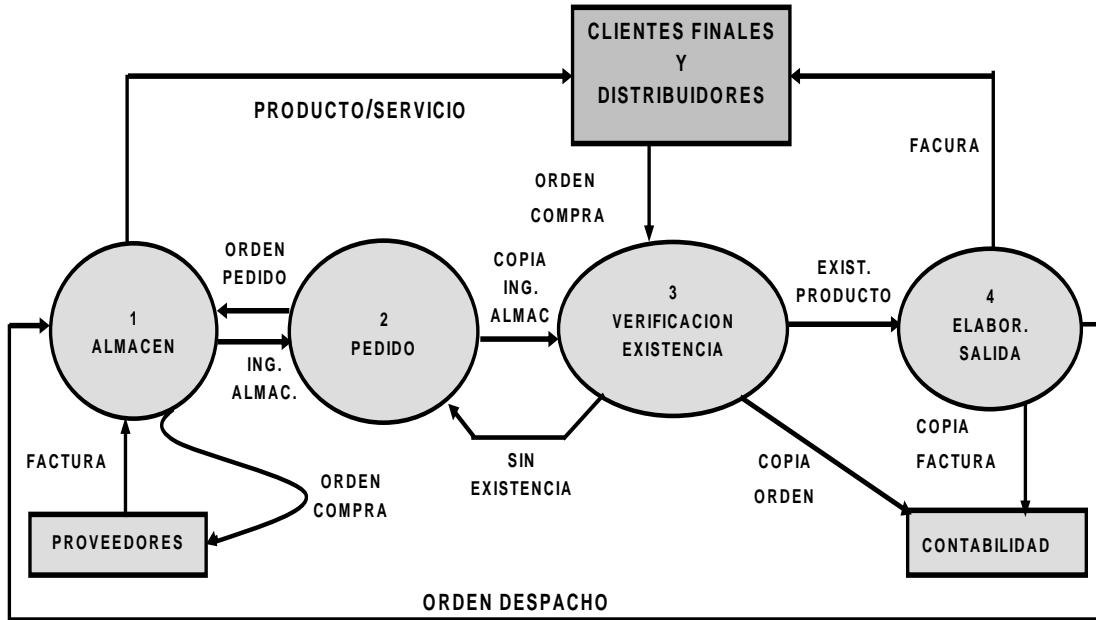 CLIENTES FINALES
Y
DISTRIBUIDORES
PRODUCTO/SERVICIO
FACURA
ORDEN
COMPRA
ORDEN
PEDIDO
COPIA
ING.
ALMAC
EXIST.
PRODUCTO
1
ALMACEN
2
PEDIDO
3
VERIFICACION
EXISTENCIA
4
ELABOR.
SALIDA
ING.
ALMAC.
FACTURA
ORDEN
COMPRA
SIN
EXISTENCIA
COPIA
ORDEN
COPIA
FACTURA
PROVEEDORES
CONTABILIDAD
ORDEN DESPACHO